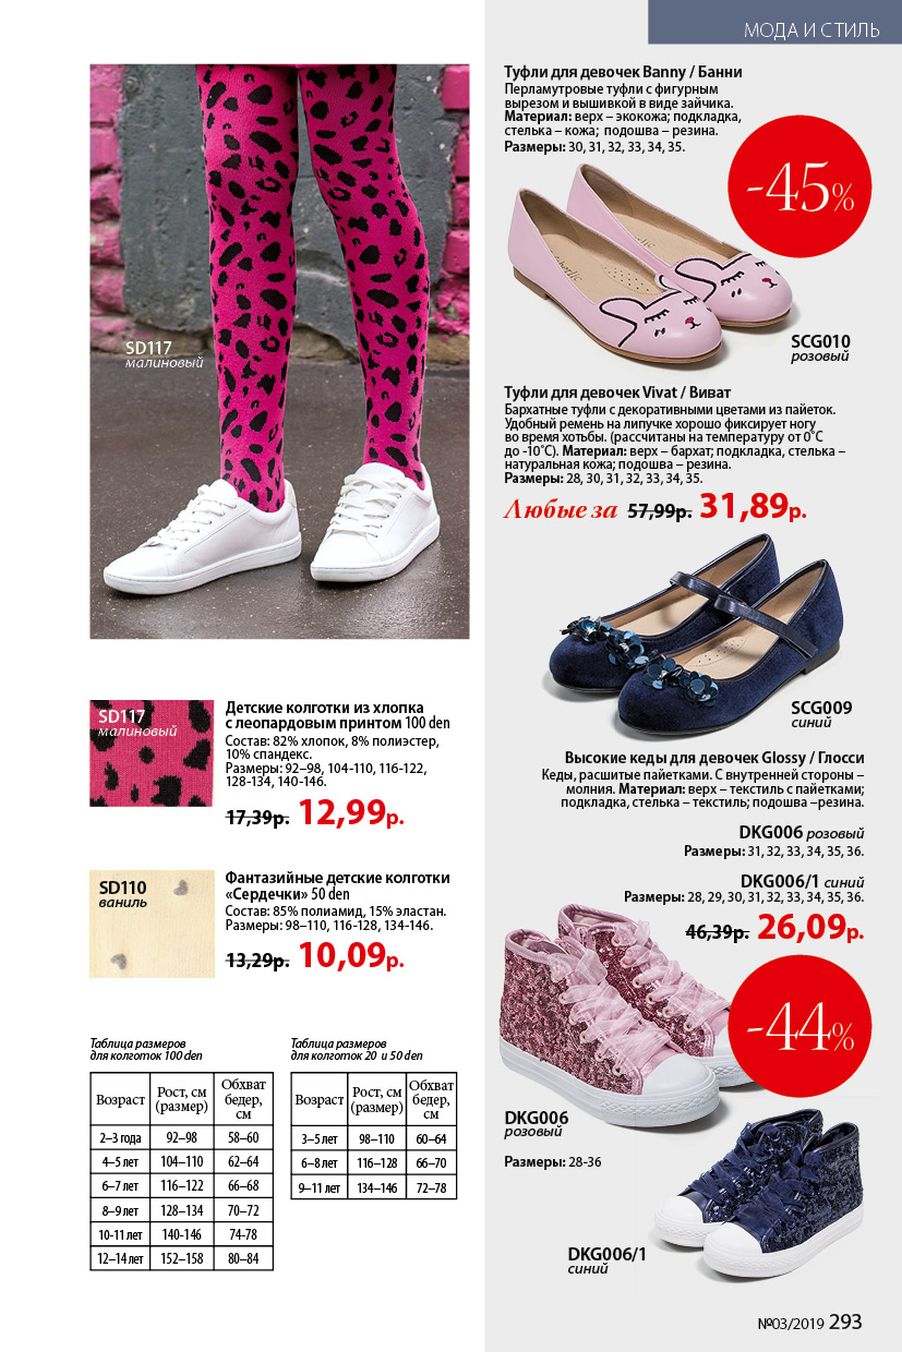 МОДА И СТИЛЬ
SD117
малиновый
Туфли для девочек Banny / Банни
Перламутровые туфли с фигурным
вырезом и вышивкой в виде зайчика.
Материал: верх – экокожа; подкладка,
стелька – кожа; подошва – резина.
Размеры: 30, 31, 32, 33, 34, 35.
-45%
SCG010
розовый
Туфли для девочек Vivat / Виват
Бархатные туфли с декоративными цветами из пайеток.
Удобный ремень на липучке хорошо фиксирует ногу
во время хотьбы. (рассчитаны на температуру от 0˚С
до -10˚С). Материал: верх – бархат; подкладка, стелька –
натуральная кожа; подошва – резина.
Размеры: 28, 30, 31, 32, 33, 34, 35.
Любые за 57,99р. 31,89р.
SCG009
синий
SD117
малиновый
Детские колготки из хлопка
с леопардовым принтом 100 den
Состав: 82% хлопок, 8% полиэстер,
10% спандекс.
Размеры: 92–98, 104-110, 116-122,
128-134, 140-146.
17,39р. 12,99р.
SD110
ваниль
Фантазийные детские колготки
«Сердечки» 50 den
Состав: 85% полиамид, 15% эластан.
Размеры: 98–110, 116-128, 134-146.
13,29р. 10,09р.
Высокие кеды для девочек Glossy / Глосси
Кеды, расшитые пайетками. С внутренней стороны –
молния. Материал: верх – текстиль с пайетками;
подкладка, стелька – текстиль; подошва –резина.
DKG006 розовый
Размеры: 31, 32, 33, 34, 35, 36.
DKG006/1 синий
Размеры: 28, 29, 30, 31, 32, 33, 34, 35, 36.
46,39р. 26,09р.
-44%
DKG006
розовый
Размеры: 28-36
DKG006/1
синий
Таблица размеров
для колготок 100 den
Возраст Рост, см (размер) Обхват бедер, см
2–3 года 92–98 58–60
4–5 лет 104–110 62–64
6–7 лет 116–122 66–68
8–9 лет 128–134 70–72
10-11 лет 140-146 74-78
12–14 лет 152–158 80–84
Таблица размеров
для колготок 20 и 50 den
Возраст Рост, см (размер) Обхват бедер, см
3–5 лет 98–110 60–64
6–8 лет 116–128 66–70
9–11 лет 134–146 72–78
№03/2019 293